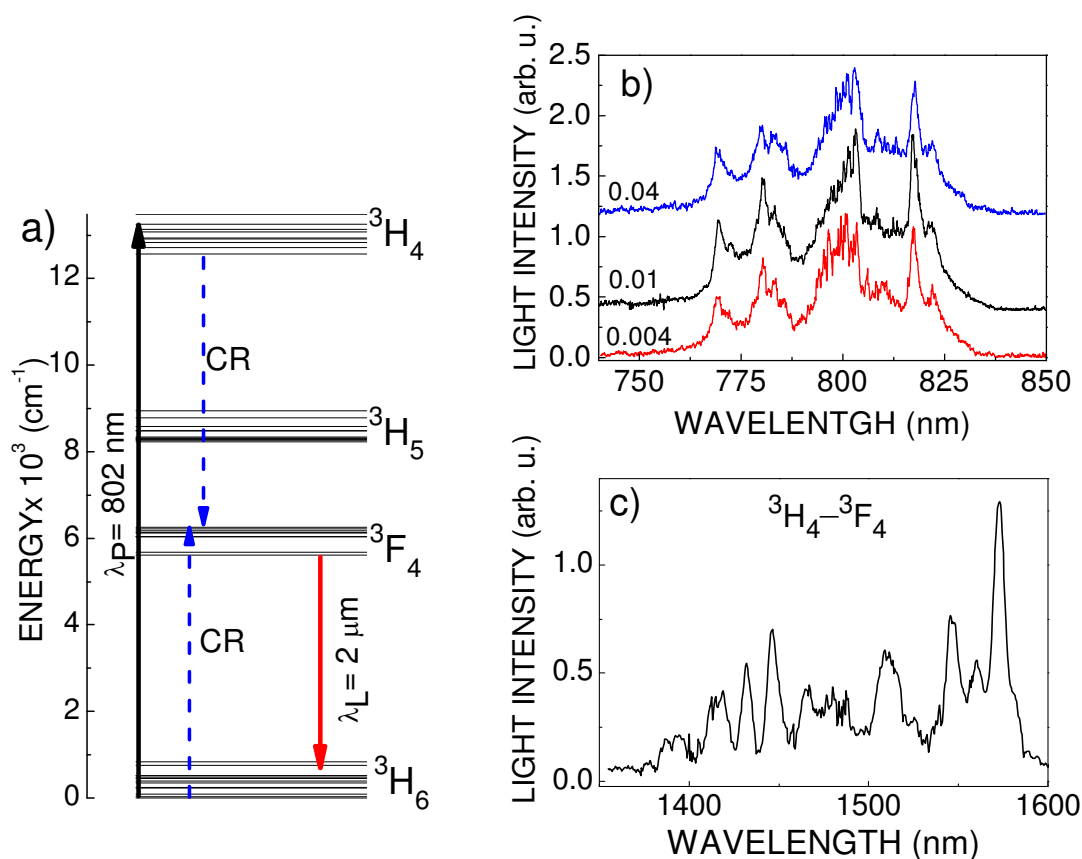 a)
ENERGYx 10³ (cm⁻¹)
12
10
8
6
4
2
0
³H₄
³H₅
³F₄
³H₆
λP= 802 nm
CR
CR
λL= 2 μm
b)
LIGHT INTENSITY (arb. u.)
2.5
2.0
1.5
1.0
0.5
0.0
0.04
0.01
0.004
750 775 800 825 850
WAVELENTGH (nm)
c)
³H₄–³F₄
LIGHT INTENSITY (arb. u.)
1.0
0.5
0.0
1400 1500 1600
WAVELENGTH (nm)